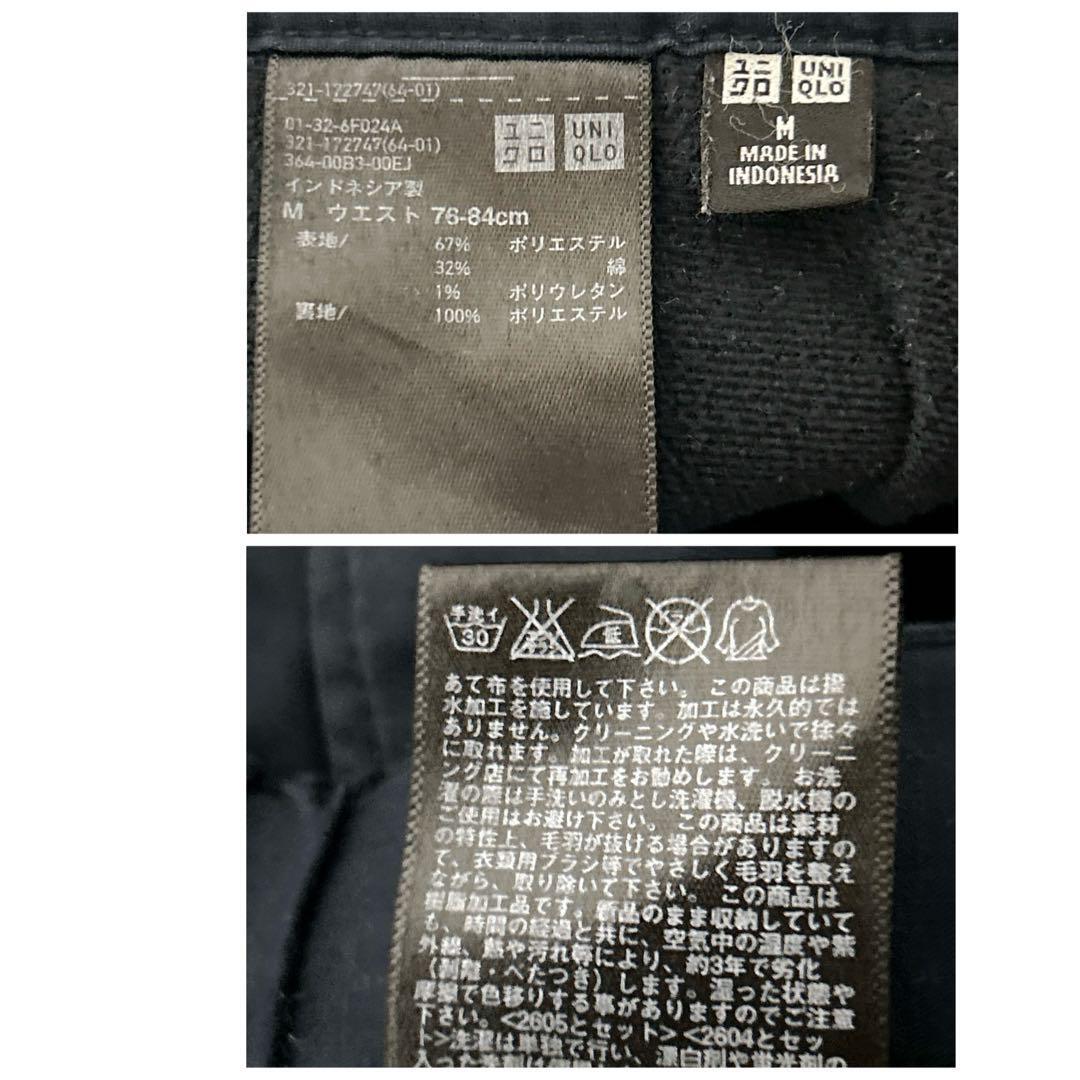 321-172747(64-01)
01-32-6F024A
321-172747(64-01)
364-00B3-00EJ
ユニクロ UNIQLO
インドネシア製
M ウエスト 76-84cm
表地/ 67% ポリエステル
32% 綿
1% ポリウレタン
裏地/ 100% ポリエステル
ユニクロ UNIQLO
M
MADE IN
INDONESIA
手洗イ
30
低
あて布を使用して下さい。この商品は撥
水加工を施しています。加工は永久的では
ありません。クリーニングや水洗いで徐々
に取れます。加工が取れた際は、クリーニ
ング店にて再加工をお勧めします。お洗
濯の際は手洗いのみとし洗濯機、脱水機の
ご使用はお避け下さい。この商品は素材
の特性上、毛羽が抜ける場合がありますの
で、衣類用ブラシ等でやさしく毛羽を整え
ながら、取り除いて下さい。この商品は
樹脂加工品です。新品のまま収納していて
も、時間の経過と共に、空気中の湿度や紫
外線、熱や汚れ等により、約3年で劣化
(剥離・べたつき)します。湿った状態や
摩擦で色移りする事がありますのでご注意
下さい。<2605とセット><2604とセッ
ト>洗濯は単独で行い、漂白剤や蛍光剤の